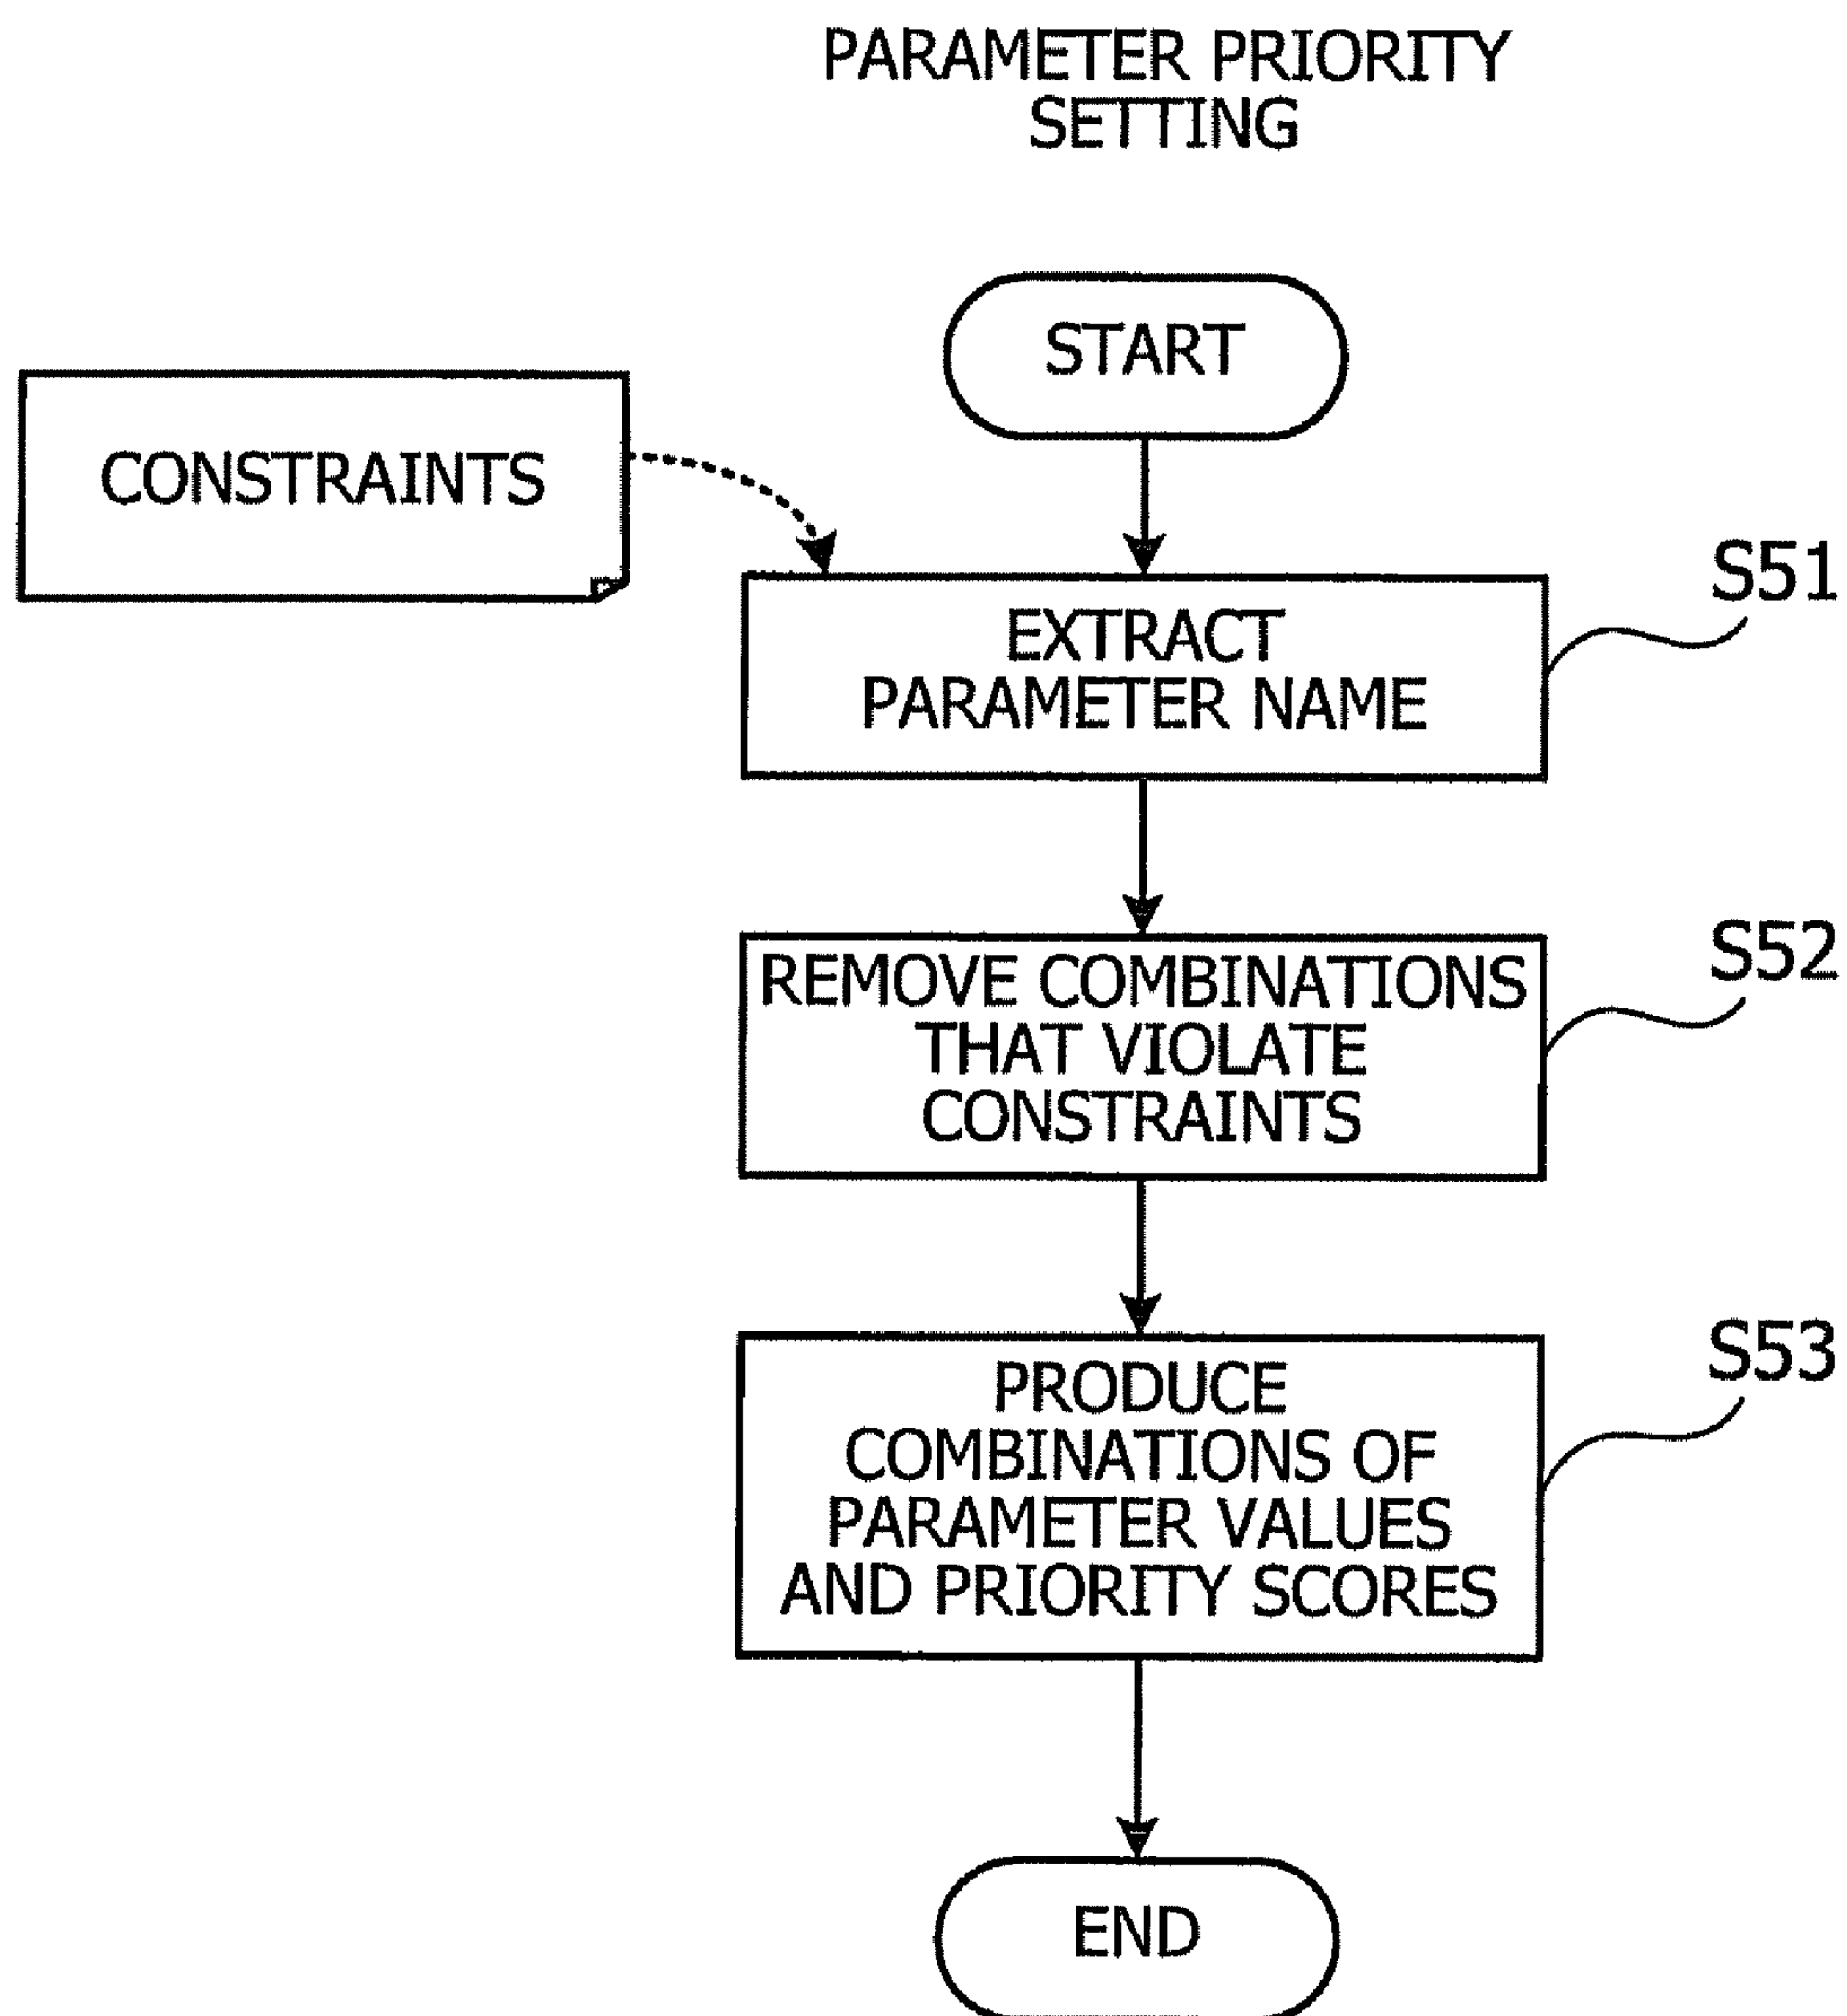 PARAMETER PRIORITY
SETTING
START
CONSTRAINTS
S51
EXTRACT
PARAMETER NAME
S52
REMOVE COMBINATIONS
THAT VIOLATE
CONSTRAINTS
S53
PRODUCE
COMBINATIONS OF
PARAMETER VALUES
AND PRIORITY SCORES
END